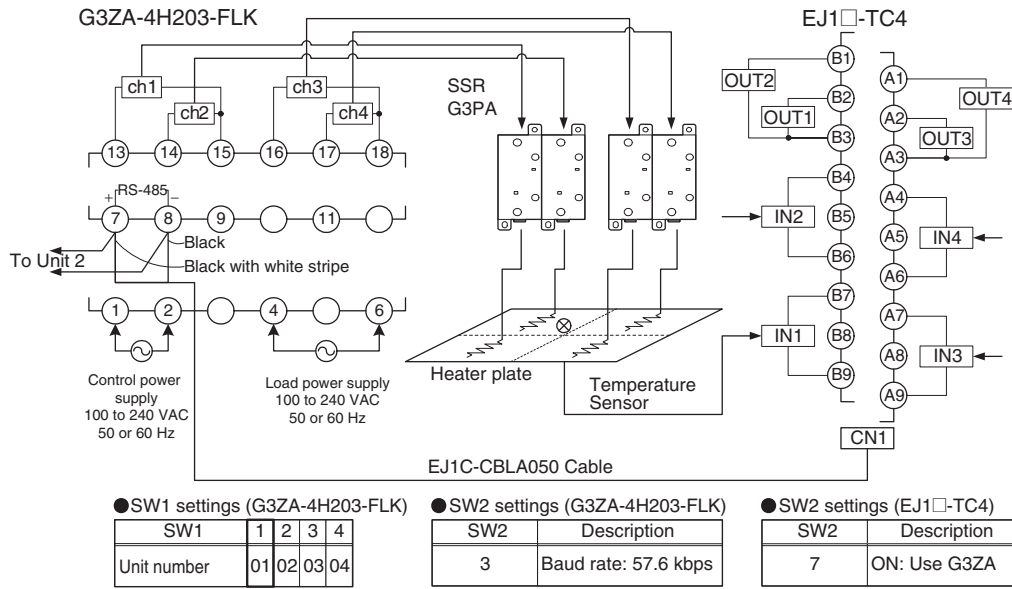 G3ZA-4H203-FLK
EJ1□-TC4
ch1
ch2
ch3
ch4
SSR
G3PA
13
14
15
16
17
18
RS-485
+
−
7
8
9
11
Black
Black with white stripe
To Unit 2
1
2
4
6
Control power
supply
100 to 240 VAC
50 or 60 Hz
Load power supply
100 to 240 VAC
50 or 60 Hz
Heater plate
Temperature
Sensor
OUT2
OUT1
B1
B2
B3
B4
B5
B6
B7
B8
B9
IN2
IN1
A1
A2
A3
A4
A5
A6
A7
A8
A9
OUT4
OUT3
IN4
IN3
CN1
EJ1C-CBLA050 Cable
●SW1 settings (G3ZA-4H203-FLK)
SW1 1 2 3 4
Unit number 01 02 03 04
●SW2 settings (G3ZA-4H203-FLK)
SW2 Description
3 Baud rate: 57.6 kbps
●SW2 settings (EJ1□-TC4)
SW2 Description
7 ON: Use G3ZA